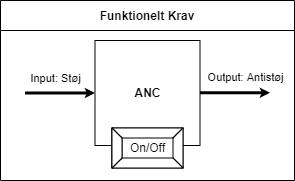 Funktionelt Krav
Input: Støj
ANC
Output: Antistøj
On/Off